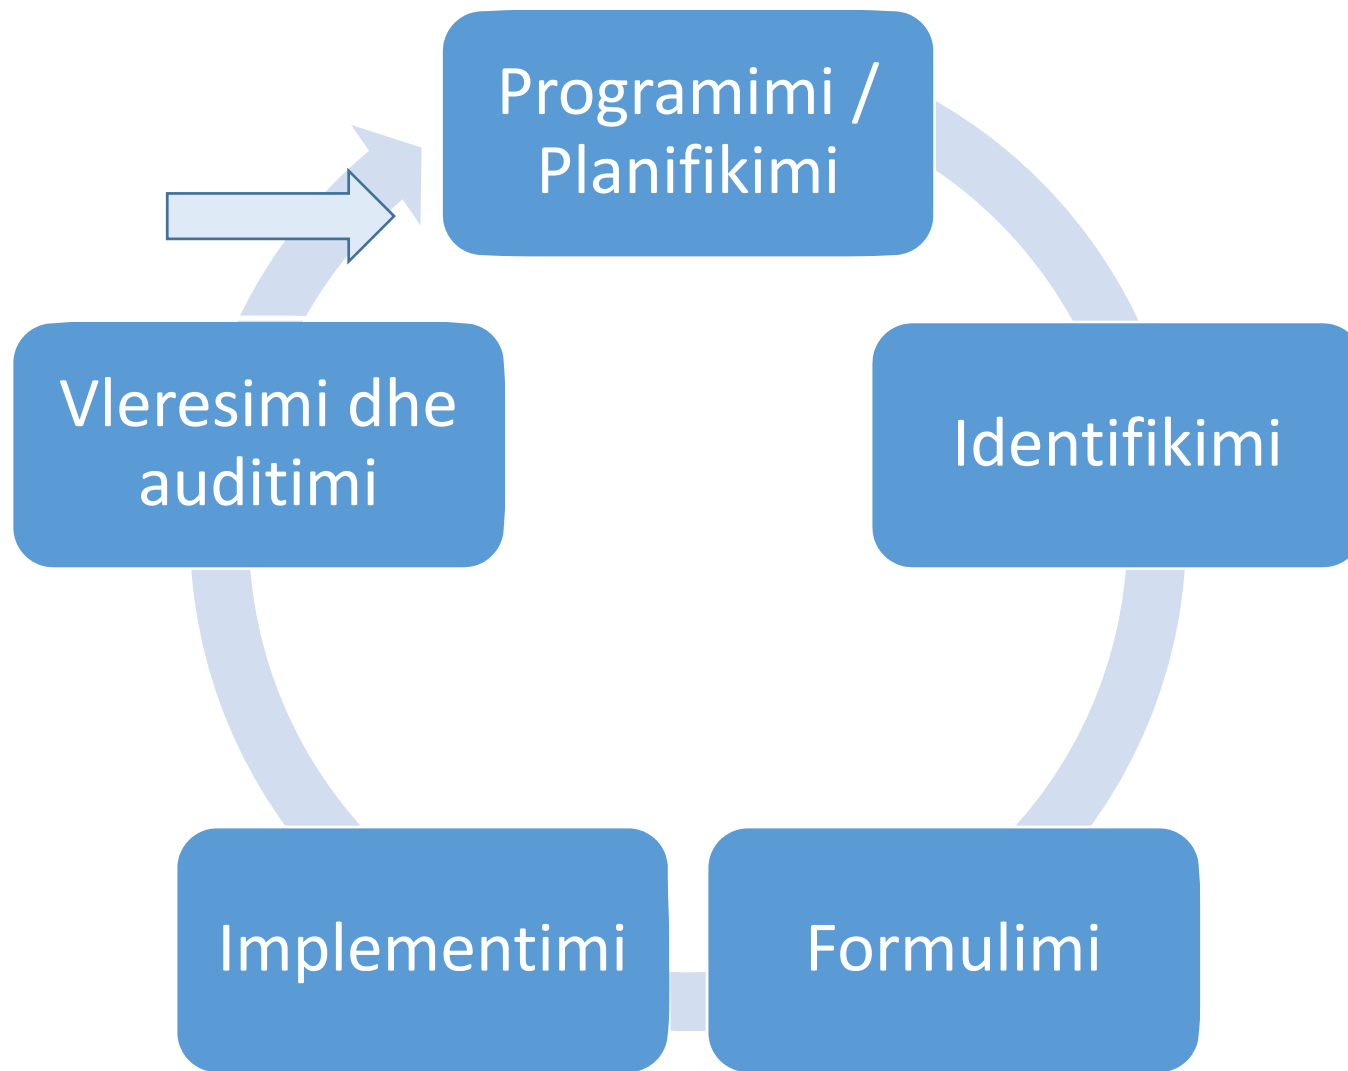 Programimi /
Planifikimi
Identifikimi
Formulimi
Implementimi
Vleresimi dhe
auditimi